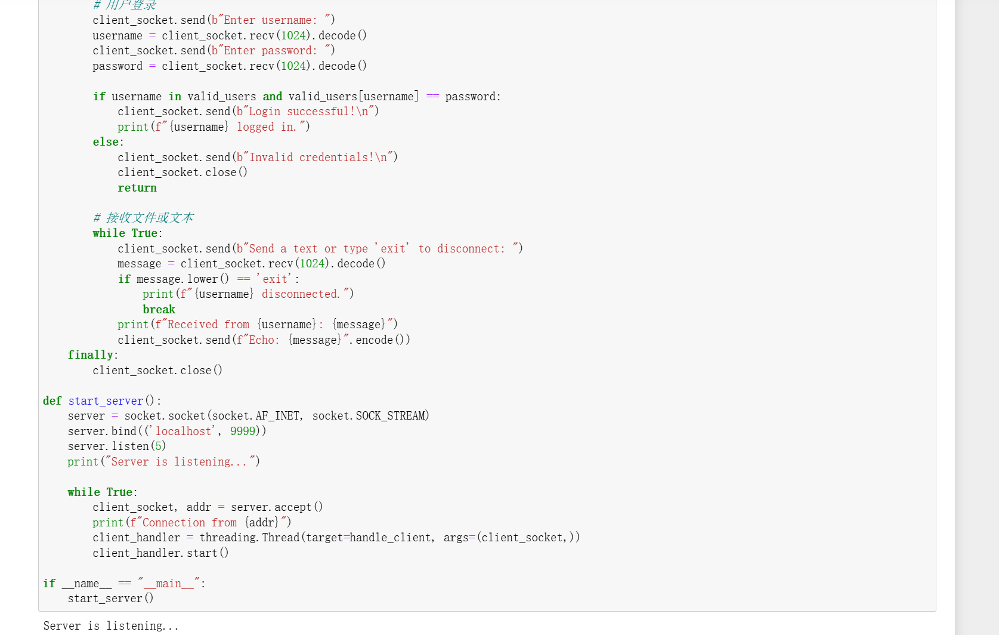 # 用户登录
client_socket.send(b"Enter username: ")
username = client_socket.recv(1024).decode()
client_socket.send(b"Enter password: ")
password = client_socket.recv(1024).decode()
if username in valid_users and valid_users[username] == password:
client_socket.send(b"Login successful!\n")
print(f"{username} logged in.")
else:
client_socket.send(b"Invalid credentials!\n")
client_socket.close()
return
# 接收文件或文本
while True:
client_socket.send(b"Send a text or type 'exit' to disconnect: ")
message = client_socket.recv(1024).decode()
if message.lower() == 'exit':
print(f"{username} disconnected.")
break
print(f"Received from {username}: {message}")
client_socket.send(f"Echo: {message}".encode())
finally:
client_socket.close()
def start_server():
server = socket.socket(socket.AF_INET, socket.SOCK_STREAM)
server.bind(('localhost', 9999))
server.listen(5)
print("Server is listening...")
while True:
client_socket, addr = server.accept()
print(f"Connection from {addr}")
client_handler = threading.Thread(target=handle_client, args=(client_socket,))
client_handler.start()
if __name__ == "__main__":
start_server()
Server is listening...